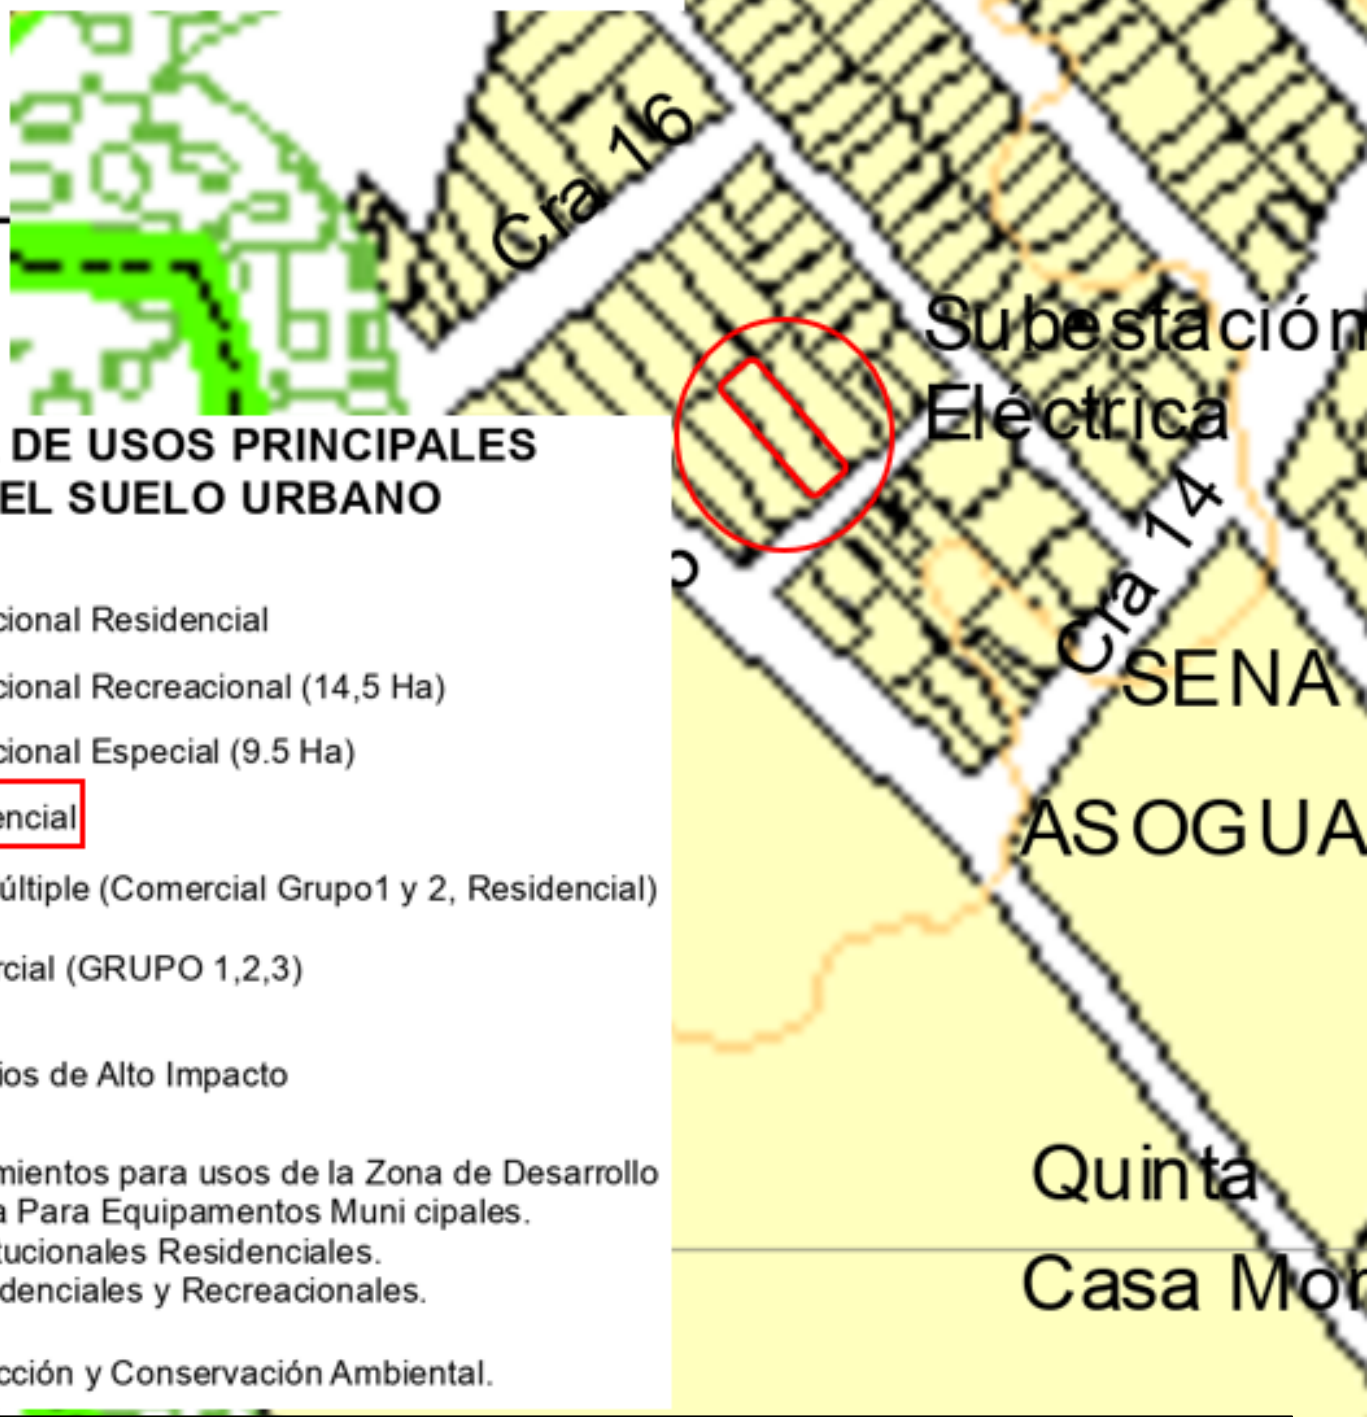 Cra 16
Subestación
Eléctrica
DE USOS PRINCIPALES
EL SUELO URBANO
Cra 14
cional Residencial
cional Recreacional (14,5 Ha)
SENA
cional Especial (9.5 Ha)
encial
ASOGUA
últiple (Comercial Grupo1 y 2, Residencial)
rcial (GRUPO 1,2,3)
ios de Alto Impacto
mientos para usos de la Zona de Desarrollo
a Para Equipamentos Muni cipales.
tucionales Residenciales.
denciales y Recreacionales.
Quinta
Casa Mor
cción y Conservación Ambiental.